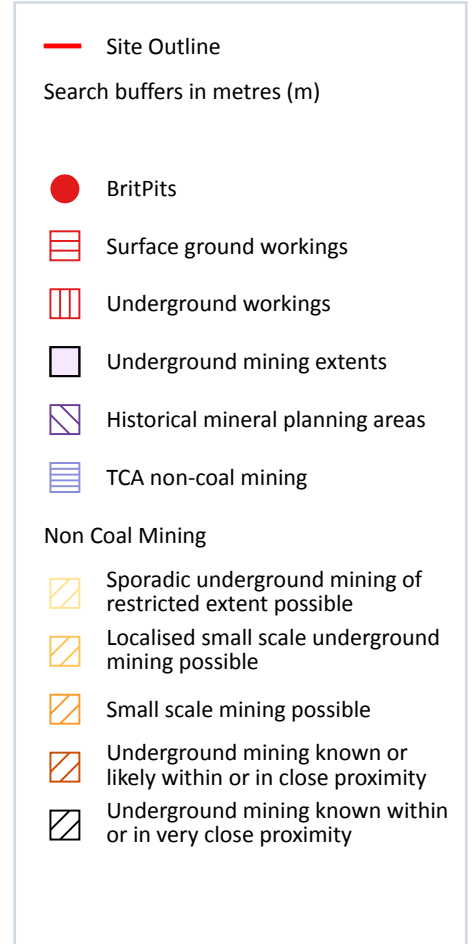 Site Outline
Search buffers in metres (m)
BritPits
Surface ground workings
Underground workings
Underground mining extents
Historical mineral planning areas
TCA non-coal mining
Non Coal Mining
Sporadic underground mining of
restricted extent possible
Localised small scale underground
mining possible
Small scale mining possible
Underground mining known or
likely within or in close proximity
Underground mining known within
or in very close proximity